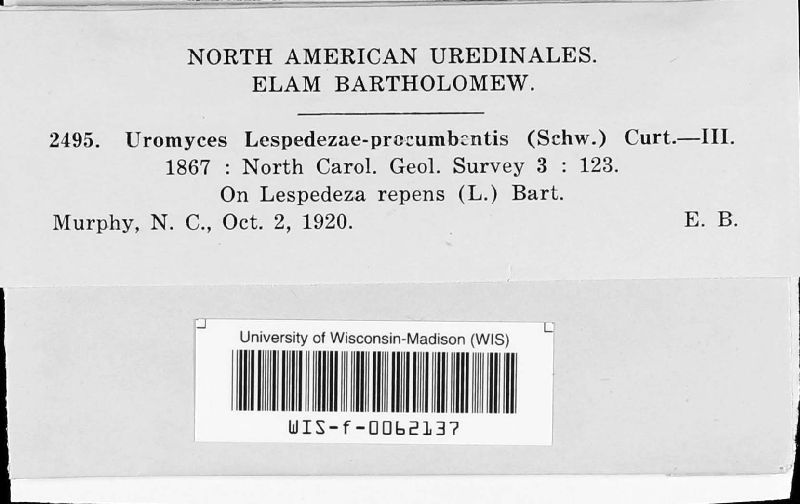 NORTH AMERICAN UREDINALES.
ELAM BARTHOLOMEW.
2495. Uromyces Lespedezae-procumbentis (Schw.) Curt.—III.
1867 : North Carol. Geol. Survey 3 : 123.
On Lespedeza repens (L.) Bart.
Murphy, N. C., Oct. 2, 1920. E. B.
University of Wisconsin-Madison (WIS)
WIS-f-0062137